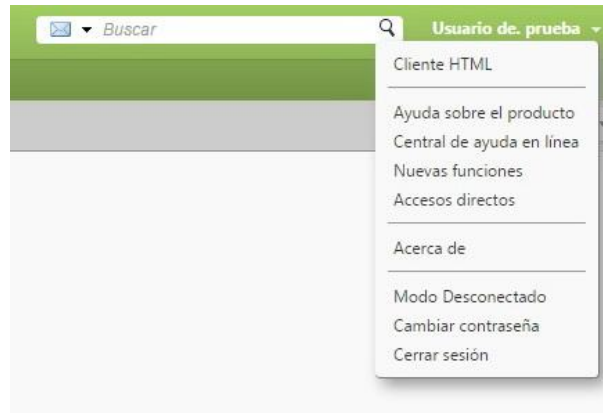 Buscar
Usuario de. prueba
Cliente HTML
Ayuda sobre el producto
Central de ayuda en línea
Nuevas funciones
Accesos directos
Acerca de
Modo Desconectado
Cambiar contraseña
Cerrar sesión